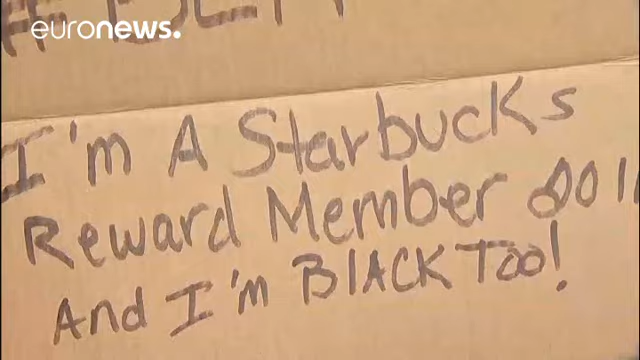 euronews.
I'm A Starbucks
Reward Member
And I'm BlACK Too!